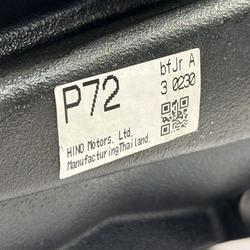 P72
bfJr A
3 0230
HINO Motors, Ltd.
ManufacturingThailand.